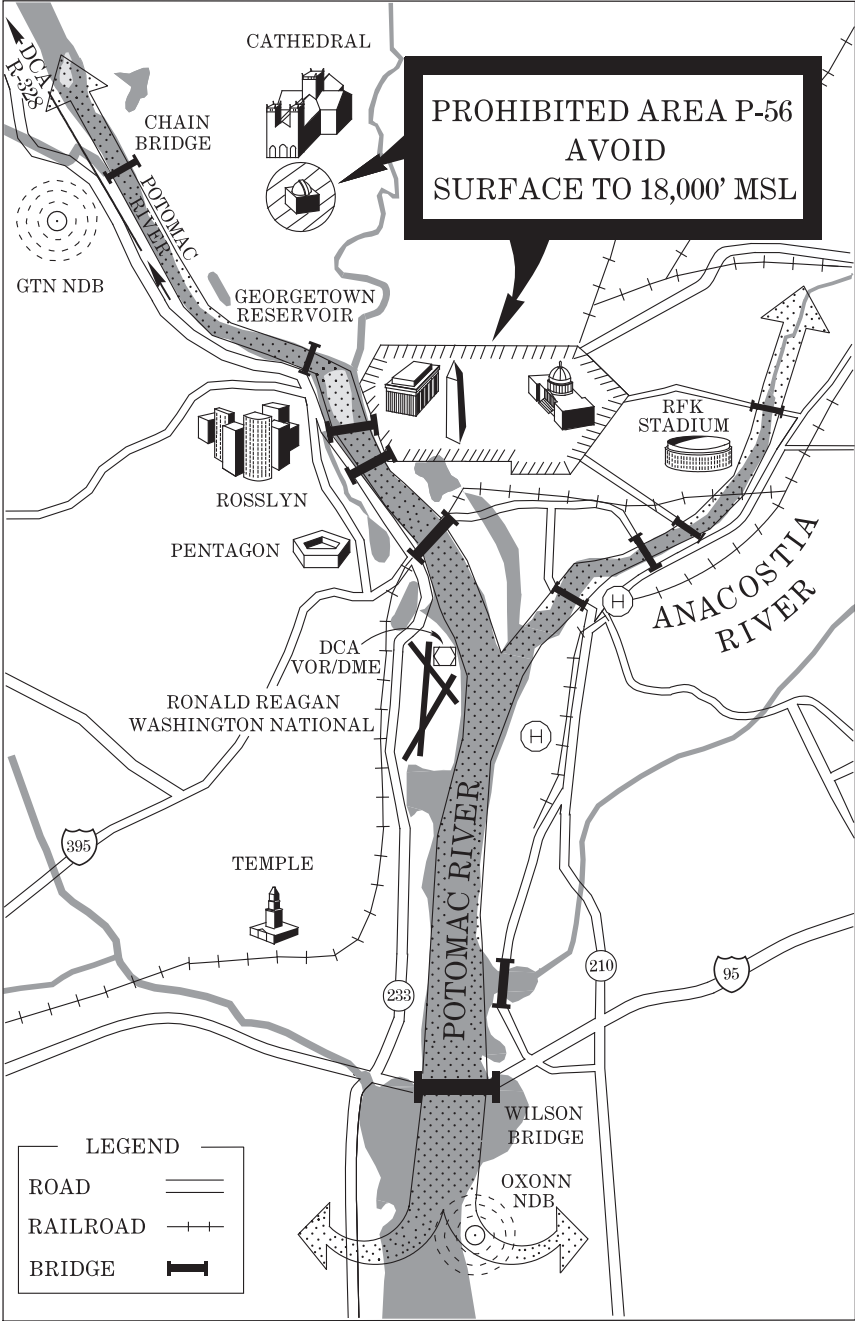 CATHEDRAL
PROHIBITED AREA P-56
AVOID
SURFACE TO 18,000’ MSL
DCA
R-328
CHAIN
BRIDGE
POTOMAC
RIVER
GTN NDB
GEORGETOWN
RESERVOIR
RFK
STADIUM
ROSSLYN
PENTAGON
ANACOSTIA
RIVER
H
DCA
VOR/DME
RONALD REAGAN
WASHINGTON NATIONAL
H
POTOMAC RIVER
395
TEMPLE
233
210
95
WILSON
BRIDGE
OXONN
NDB
LEGEND
ROAD
RAILROAD
BRIDGE